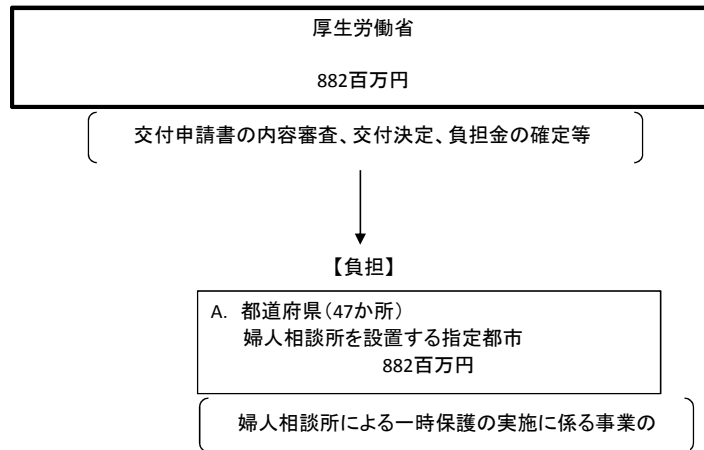 厚生労働省
882百万円
交付申請書の内容審査、交付決定、負担金の確定等
【負担】
A. 都道府県(47か所)
婦人相談所を設置する指定都市
882百万円
婦人相談所による一時保護の実施に係る事業の